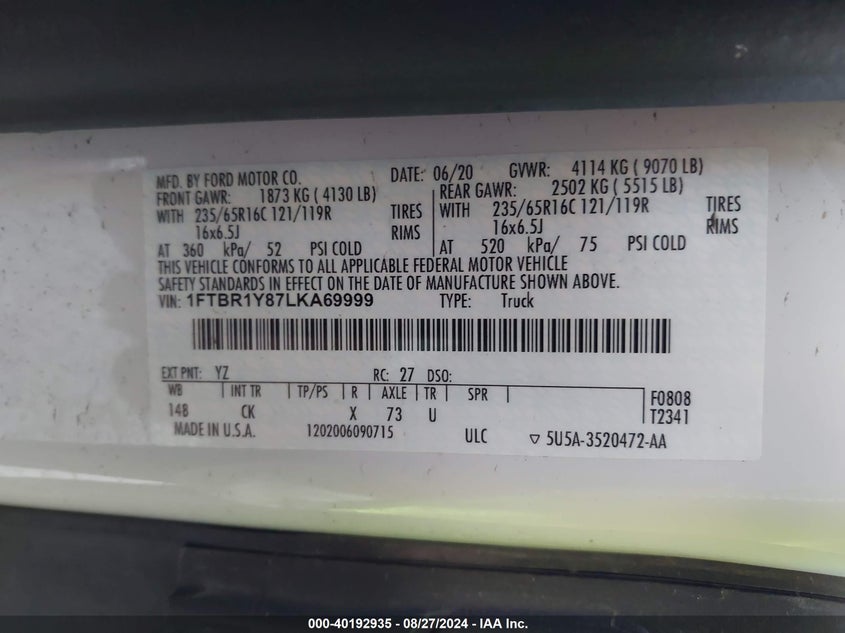 MFD. BY FORD MOTOR CO. DATE: 06/20 GVWR: 4114 KG ( 9070 LB)
FRONT GAWR: 1873 KG ( 4130 LB) REAR GAWR: 2502 KG ( 5515 LB)
WITH 235/65R16C 121/119R TIRES WITH 235/65R16C 121/119R TIRES
16x6.5J RIMS 16x6.5J RIMS
AT 360 kPa/ 52 PSI COLD AT 520 kPa/ 75 PSI COLD
THIS VEHICLE CONFORMS TO ALL APPLICABLE FEDERAL MOTOR VEHICLE
SAFETY STANDARDS IN EFFECT ON THE DATE OF MANUFACTURE SHOWN ABOVE.
VIN: 1FTBR1Y87LKA69999 TYPE: Truck
EXT PNT: YZ RC: 27 DSO:
WB INT TR TP/PS R AXLE TR SPR F0808
148 CK X 73 U T2341
MADE IN U.S.A. 1202006090715 ULC ▽ 5U5A-3520472-AA
000-40192935 - 08/27/2024 - IAA Inc.